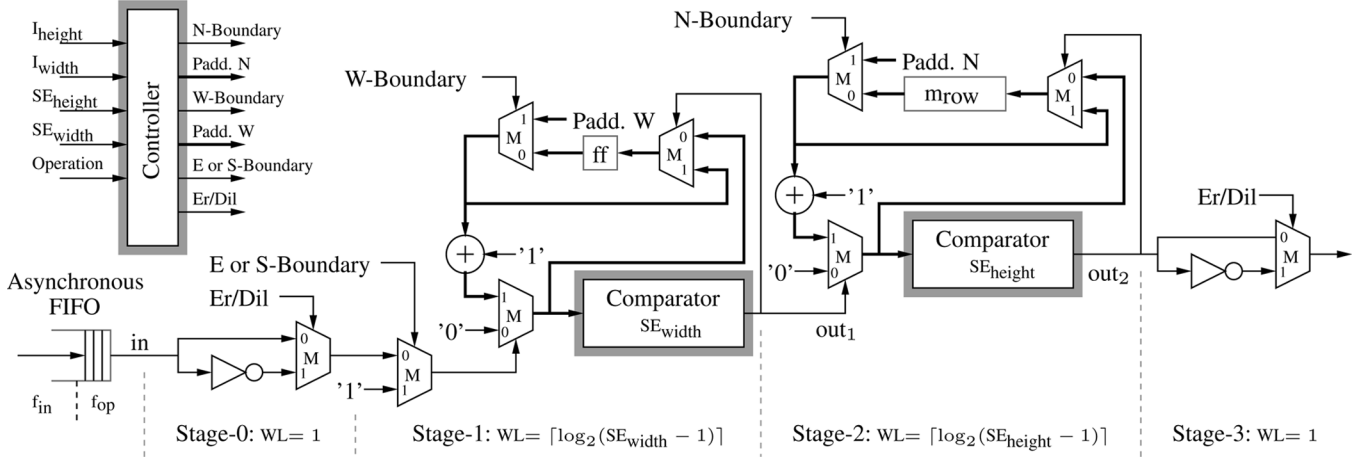 I_height
I_width
SE_height
SE_width
Operation
Controller
N-Boundary
Padd. N
W-Boundary
Padd. W
E or S-Boundary
Er/Dil
Asynchronous
FIFO
in
f_in
f_op
Er/Dil
0
M
1
E or S-Boundary
0
M
1
'1'
W-Boundary
1
M
0
Padd. W
ff
0
M
1
+
'1'
1
M
0
'0'
Comparator
SE_width
out_1
N-Boundary
1
M
0
Padd. N
m_row
0
M
1
+
'1'
1
M
0
'0'
Comparator
SE_height
out_2
Er/Dil
0
M
1
Stage-0: WL= 1
Stage-1: WL= ⌈log_2(SE_width − 1)⌉
Stage-2: WL= ⌈log_2(SE_height − 1)⌉
Stage-3: WL= 1